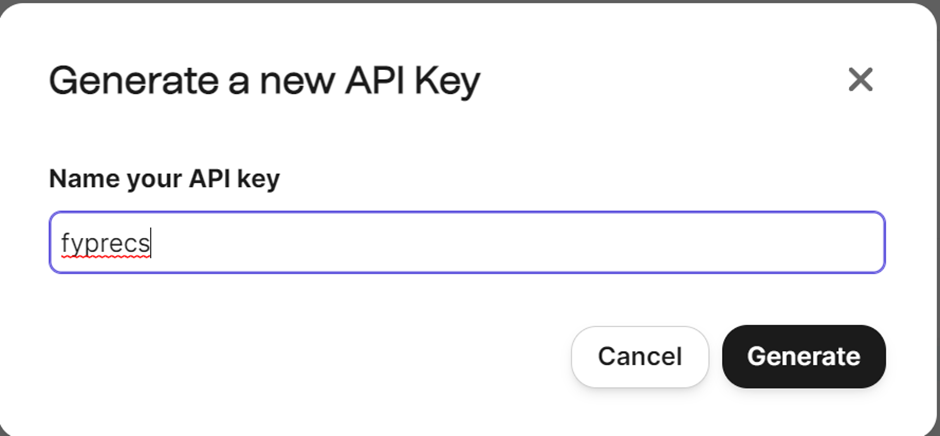 Generate a new API Key
Name your API key
fyprecs
Cancel Generate